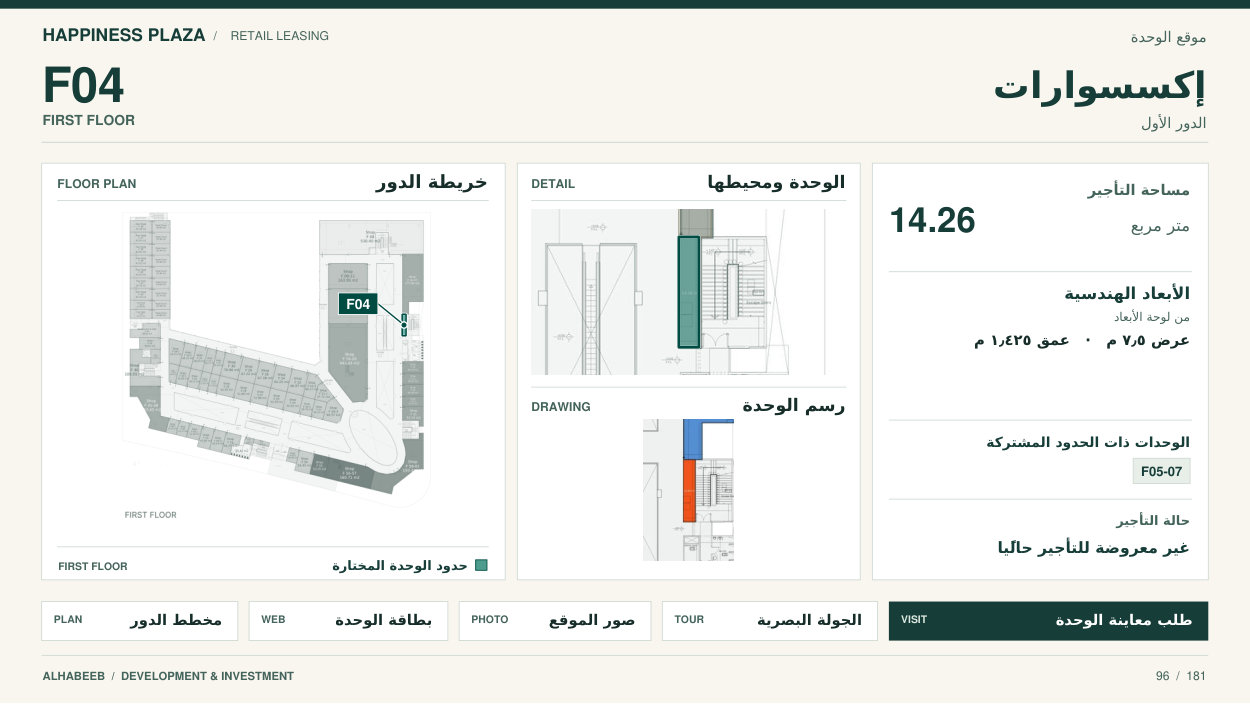 HAPPINESS PLAZA / RETAIL LEASING
موقع الوحدة
F04
إكسسوارات
FIRST FLOOR
الدور الأول
FLOOR PLAN
خريطة الدور
F04
FIRST FLOOR
FIRST FLOOR
حدود الوحدة المختارة
DETAIL
الوحدة ومحيطها
DRAWING
رسم الوحدة
مساحة التأجير
14.26
متر مربع
الأبعاد الهندسية
من لوحة الأبعاد
عرض ٧٫٥ م · عمق ١٫٤٢٥ م
الوحدات ذات الحدود المشتركة
F05-07
حالة التأجير
غير معروضة للتأجير حاليًا
PLAN
مخطط الدور
WEB
بطاقة الوحدة
PHOTO
صور الموقع
TOUR
الجولة البصرية
VISIT
طلب معاينة الوحدة
ALHABEEB / DEVELOPMENT & INVESTMENT
96 / 181